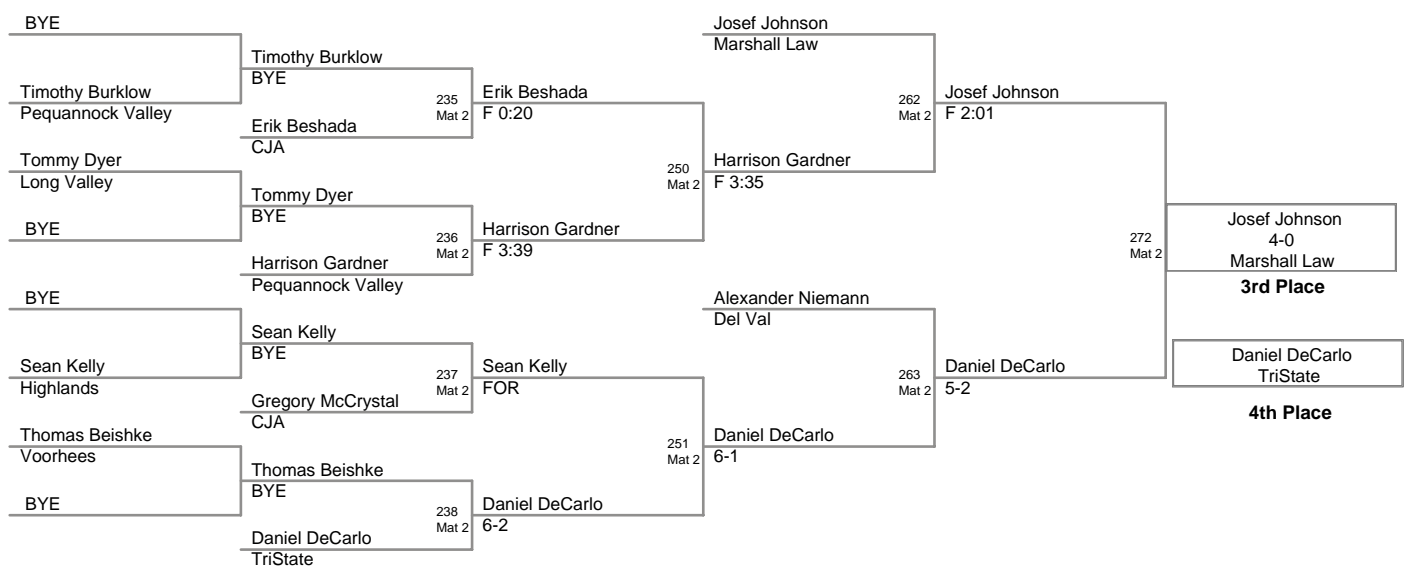 BYE
Timothy Burklow
Pequannock Valley
Tommy Dyer
Long Valley
BYE
BYE
Sean Kelly
Highlands
Thomas Beishke
Voorhees
BYE
Timothy Burklow
BYE
Erik Beshada
CJA
Tommy Dyer
BYE
Harrison Gardner
Pequannock Valley
Sean Kelly
BYE
Gregory McCrystal
CJA
Thomas Beishke
BYE
Daniel DeCarlo
TriState
235
Mat 2
236
Mat 2
237
Mat 2
238
Mat 2
Erik Beshada
F 0:20
Harrison Gardner
F 3:39
Sean Kelly
FOR
Daniel DeCarlo
6-2
250
Mat 2
251
Mat 2
Josef Johnson
Marshall Law
Harrison Gardner
F 3:35
Alexander Niemann
Del Val
Daniel DeCarlo
6-1
262
Mat 2
263
Mat 2
Josef Johnson
F 2:01
Daniel DeCarlo
5-2
272
Mat 2
Josef Johnson
4-0
Marshall Law
3rd Place
Daniel DeCarlo
TriState
4th Place